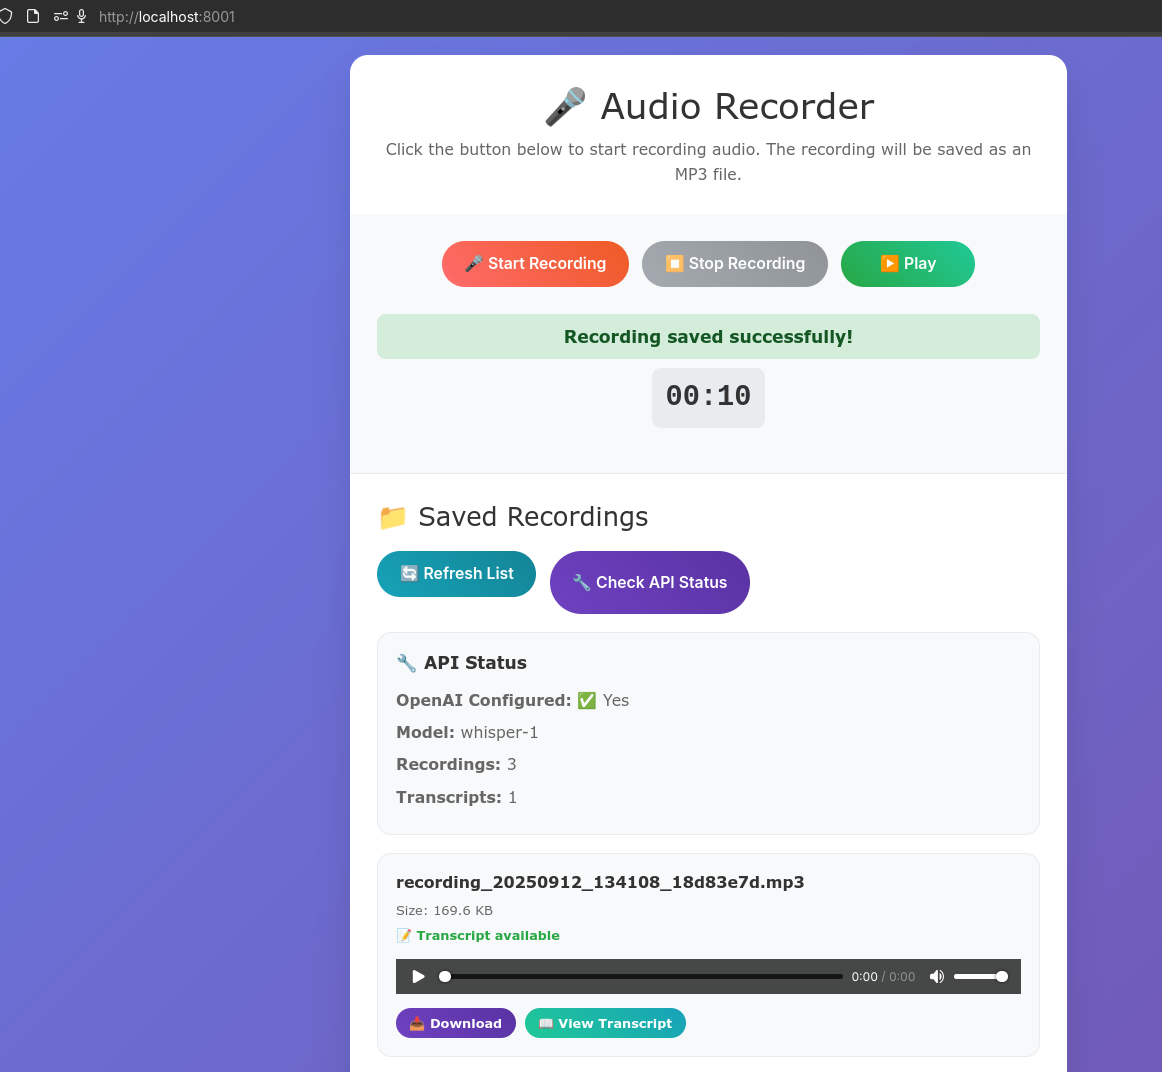 http://localhost:8001
🎤 Audio Recorder
Click the button below to start recording audio. The recording will be saved as an
MP3 file.
🎤 Start Recording
⏹️ Stop Recording
▶️ Play
Recording saved successfully!
00:10
📁 Saved Recordings
🔄 Refresh List
🔧 Check API Status
🔧 API Status
OpenAI Configured: ✅ Yes
Model: whisper-1
Recordings: 3
Transcripts: 1
recording_20250912_134108_18d83e7d.mp3
Size: 169.6 KB
📝 Transcript available
0:00 / 0:00
📥 Download
📖 View Transcript